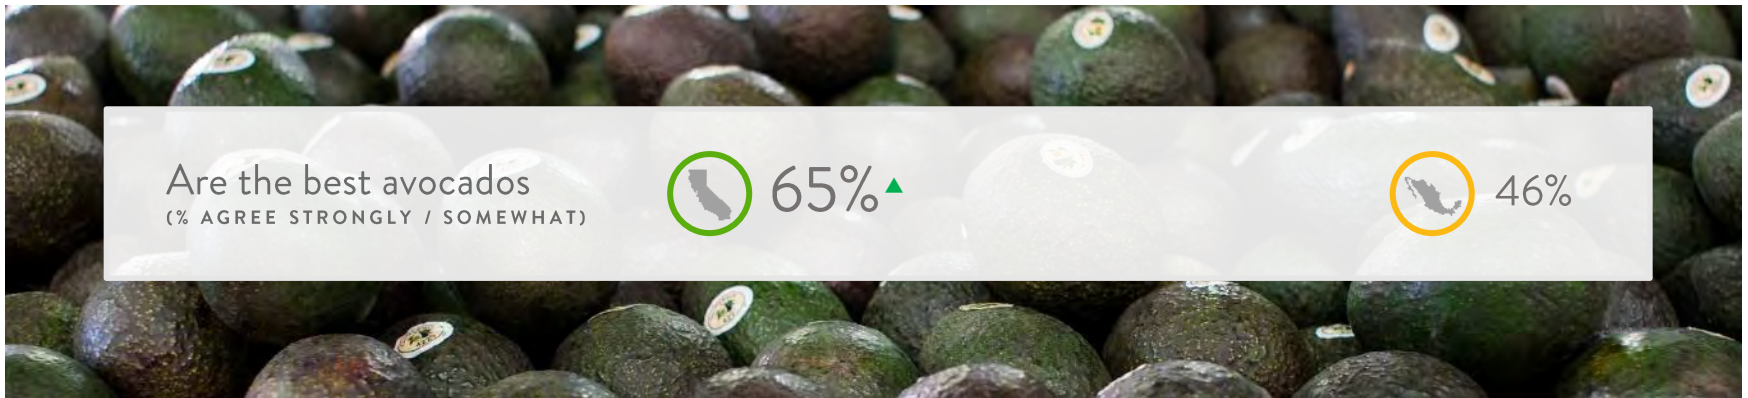 Are the best avocados
(% AGREE STRONGLY / SOMEWHAT)
65%
46%